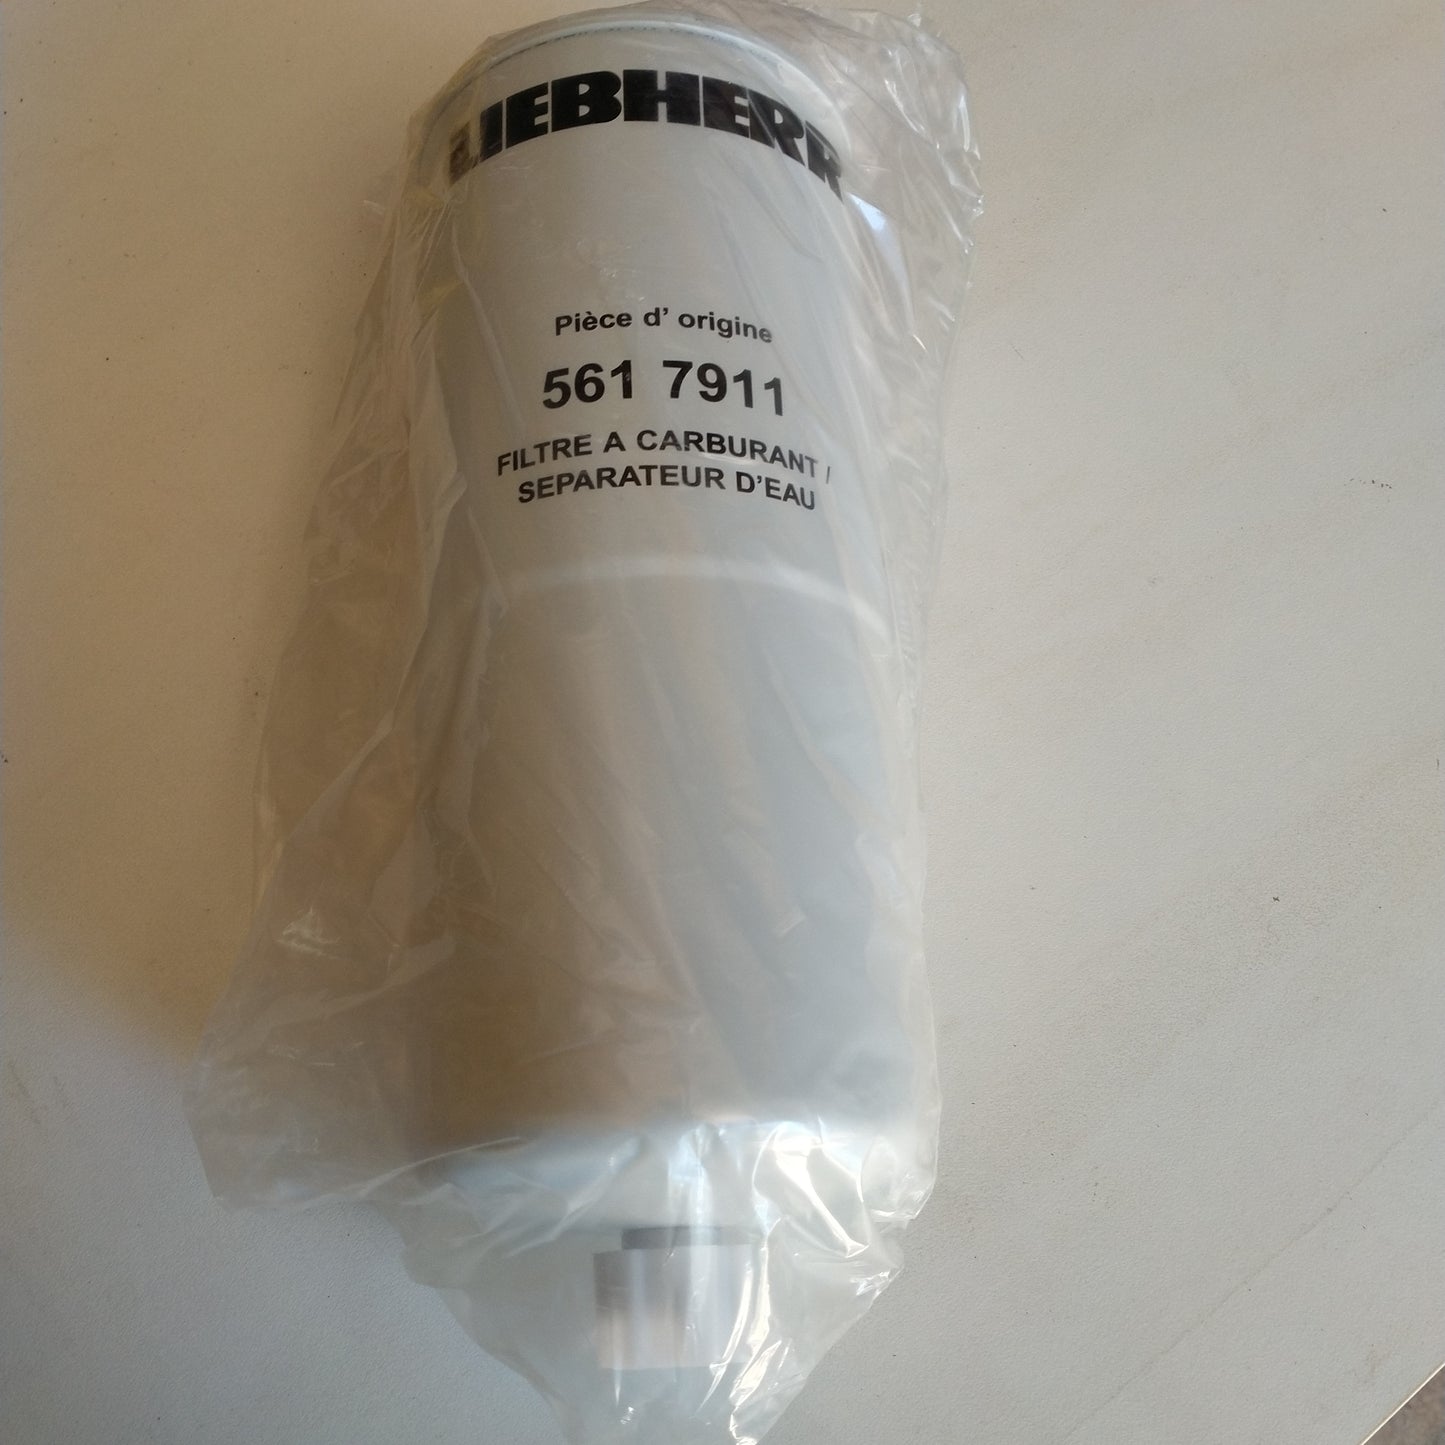 LIEBHERR
Pièce d' origine
561 7911
FILTRE A CARBURANT /
SEPARATEUR D'EAU